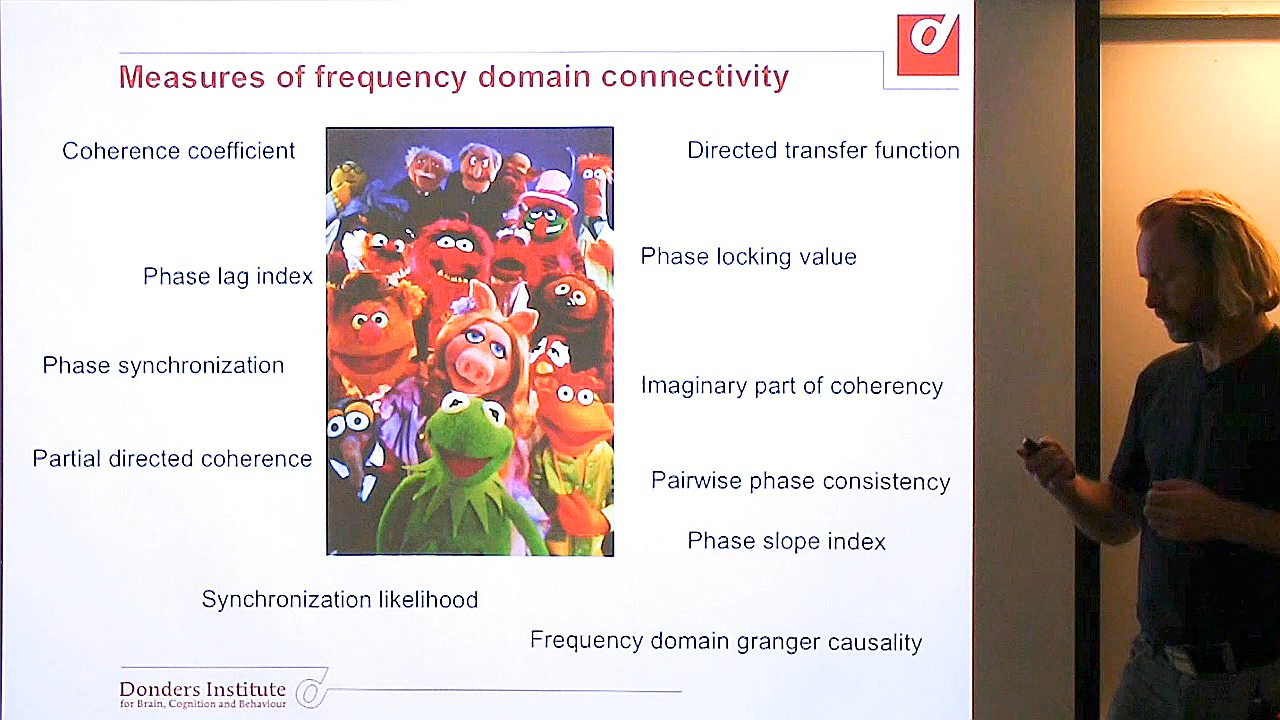 Measures of frequency domain connectivity
Coherence coefficient
Directed transfer function
Phase locking value
Phase lag index
Phase synchronization
Imaginary part of coherency
Partial directed coherence
Pairwise phase consistency
Phase slope index
Synchronization likelihood
Frequency domain granger causality
Donders Institute
for Brain, Cognition and Behaviour